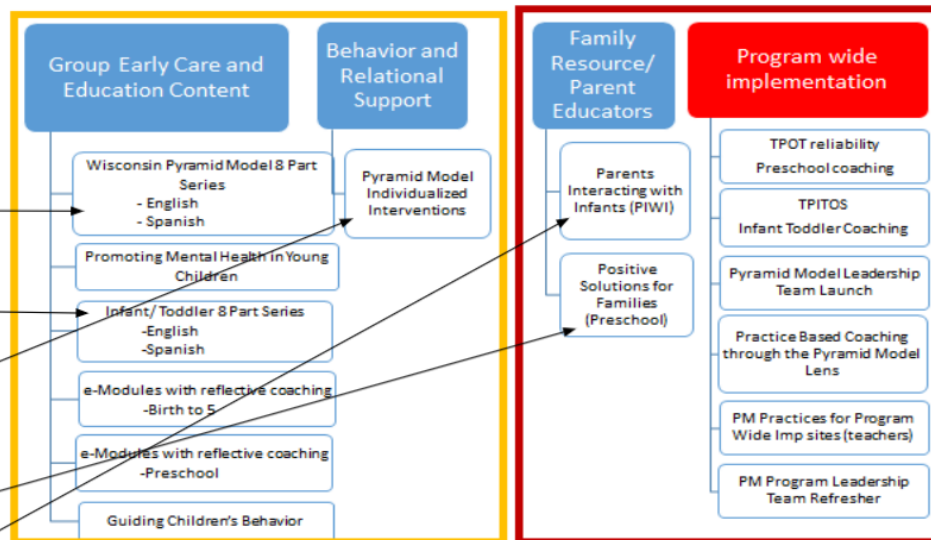 Group Early Care and
Education Content
Wisconsin Pyramid Model 8 Part
Series
- English
- Spanish
Promoting Mental Health in Young
Children
Infant/ Toddler 8 Part Series
-English
-Spanish
e-Modules with reflective coaching
-Birth to 5
e-Modules with reflective coaching
-Preschool
Guiding Children's Behavior
Behavior and
Relational
Support
Pyramid Model
Individualized
Interventions
Family
Resource/
Parent
Educators
Parents
Interacting with
Infants (PIWI)
Positive
Solutions for
Families
(Preschool)
Program wide
implementation
TPOT reliability
Preschool coaching
TPITOS
Infant Toddler Coaching
Pyramid Model Leadership
Team Launch
Practice Based Coaching
through the Pyramid Model
Lens
PM Practices for Program
Wide Imp sites (teachers)
PM Program Leadership
Team Refresher